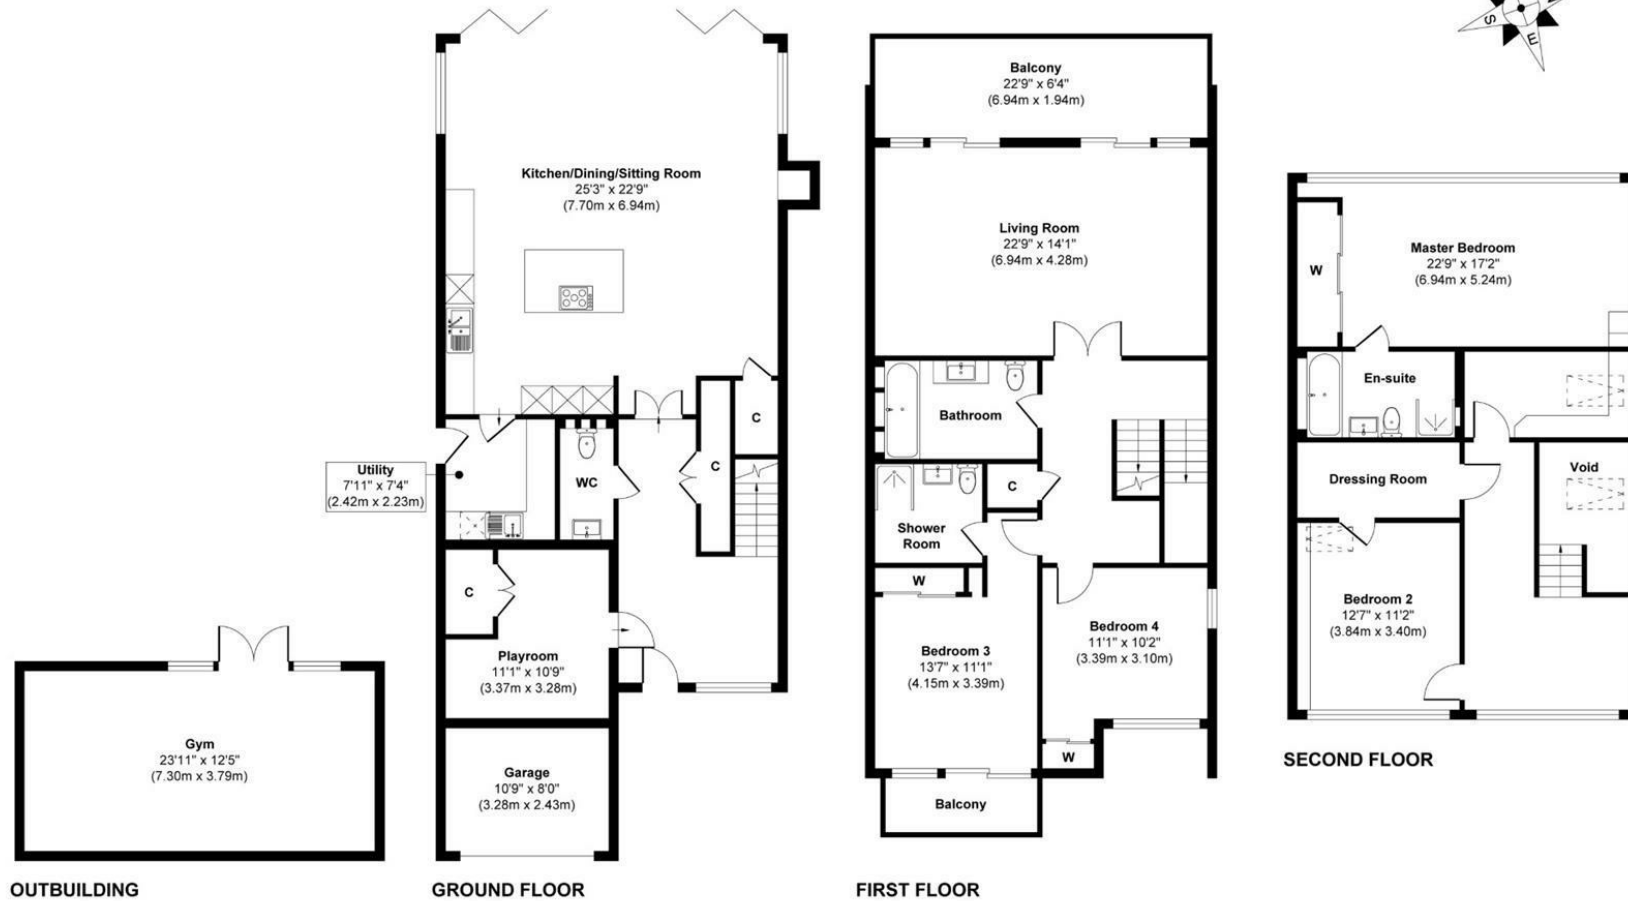 S
E
Balcony
22'9" x 6'4"
(6.94m x 1.94m)
Kitchen/Dining/Sitting Room
25'3" x 22'9"
(7.70m x 6.94m)
Living Room
22'9" x 14'1"
(6.94m x 4.28m)
Master Bedroom
22'9" x 17'2"
(6.94m x 5.24m)
W
En-suite
Bathroom
C
C
Utility
7'11" x 7'4"
(2.42m x 2.23m)
WC
C
Dressing Room
Void
Shower
Room
W
C
Bedroom 2
12'7" x 11'2"
(3.84m x 3.40m)
Bedroom 4
11'1" x 10'2"
(3.39m x 3.10m)
Playroom
11'1" x 10'9"
(3.37m x 3.28m)
Bedroom 3
13'7" x 11'1"
(4.15m x 3.39m)
Gym
23'11" x 12'5"
(7.30m x 3.79m)
W
Garage
10'9" x 8'0"
(3.28m x 2.43m)
Balcony
SECOND FLOOR
OUTBUILDING
GROUND FLOOR
FIRST FLOOR